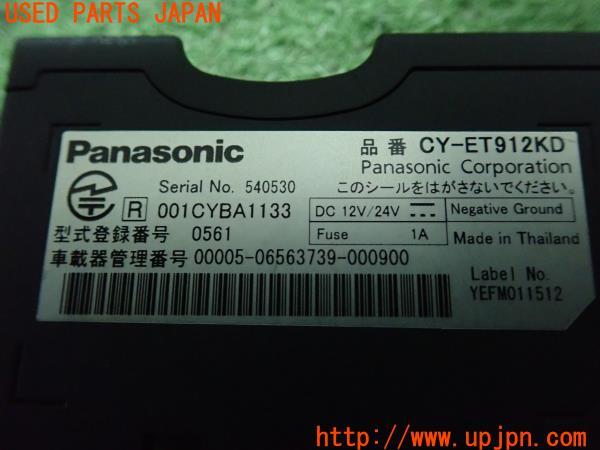 USED PARTS JAPAN
Panasonic
品番 CY-ET912KD
Panasonic Corporation
Serial No. 540530
このシールをはがさないでください。
R 001CYBA1133
DC 12V/24V Negative Ground
型式登録番号 0561
Fuse 1A Made in Thailand
車載器管理番号 00005-06563739-000900
Label No.
YEFM011512
http://www.upjpn.com/